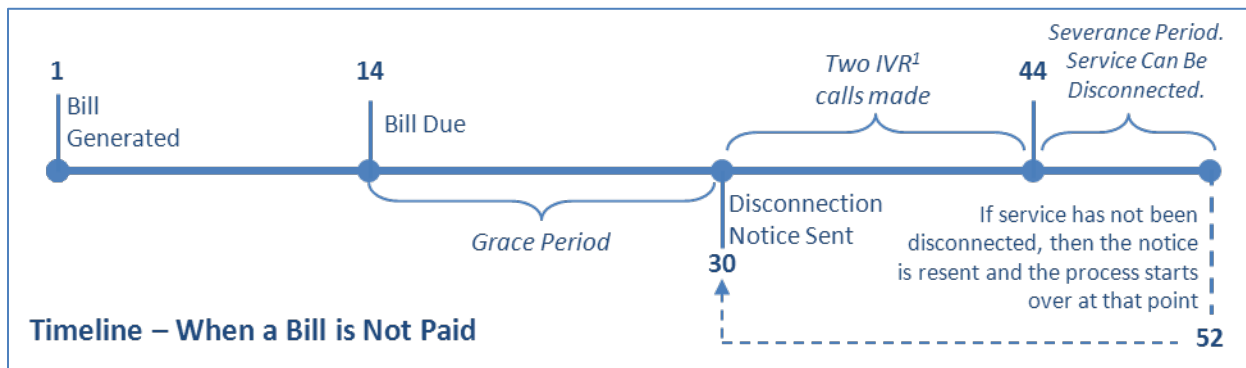 1
Bill
Generated
14
Bill Due
Grace Period
Two IVR1
calls made
Disconnection
Notice Sent
30
44
Severance Period.
Service Can Be
Disconnected.
If service has not been
disconnected, then the notice
is resent and the process starts
over at that point
52
Timeline – When a Bill is Not Paid